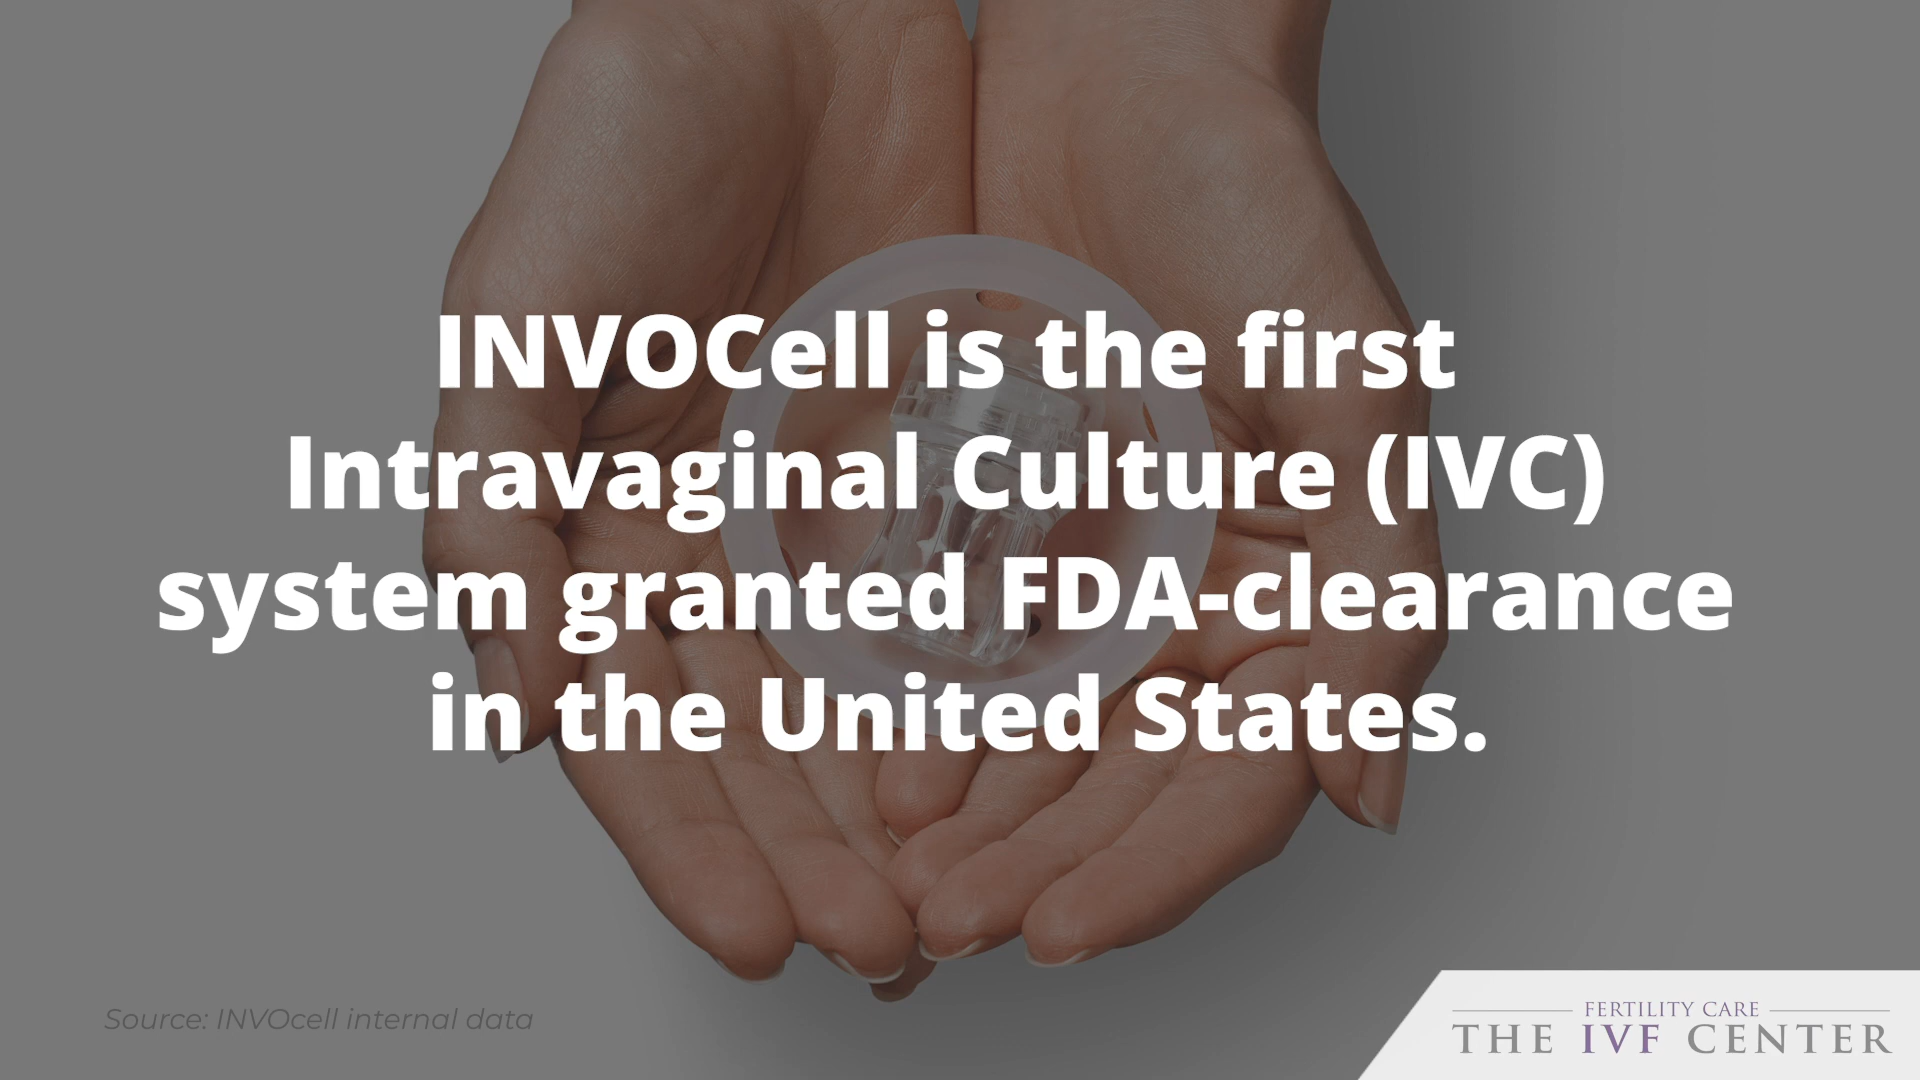 INVOCell is the first
Intravaginal Culture (IVC)
system granted FDA-clearance
in the United States.
Source: INVOcell internal data
FERTILITY CARE
THE IVF CENTER